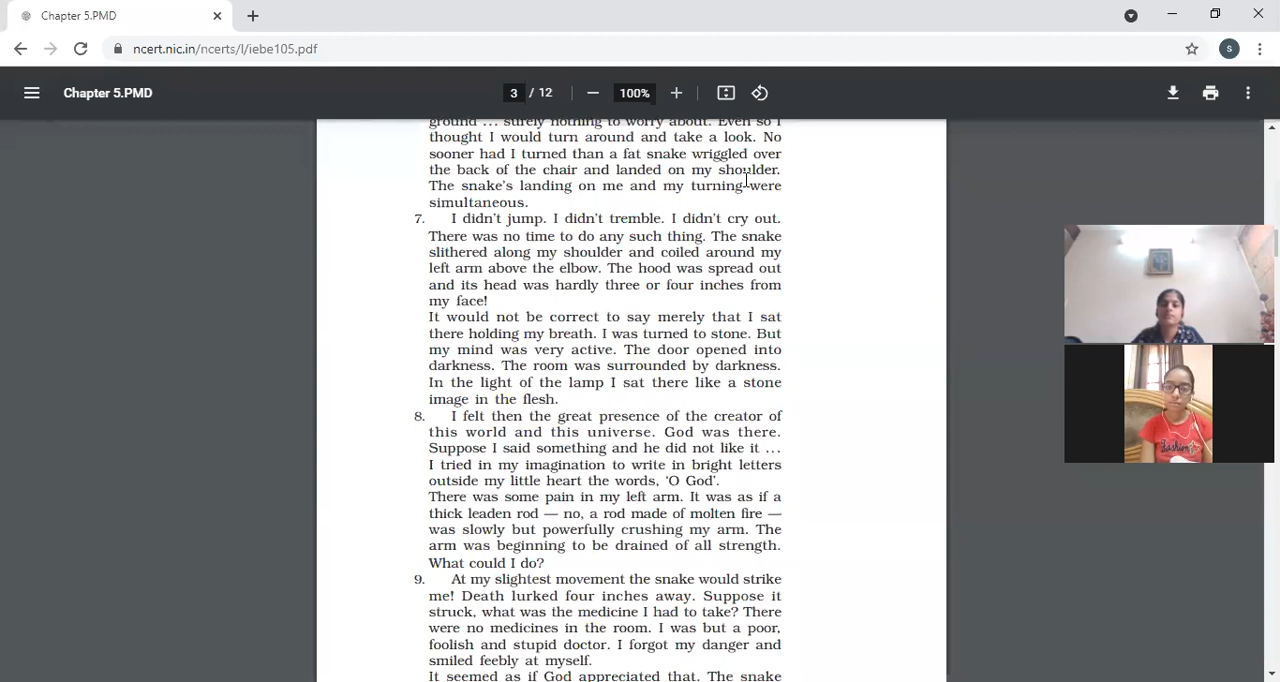 Chapter 5.PMD
ncert.nic.in/ncerts/l/iebe105.pdf
S
Chapter 5.PMD
3 / 12
100%
ground ... surely nothing to worry about. Even so I
thought I would turn around and take a look. No
sooner had I turned than a fat snake wriggled over
the back of the chair and landed on my shoulder.
The snake's landing on me and my turning were
simultaneous.
7. I didn't jump. I didn't tremble. I didn't cry out.
There was no time to do any such thing. The snake
slithered along my shoulder and coiled around my
left arm above the elbow. The hood was spread out
and its head was hardly three or four inches from
my face!
It would not be correct to say merely that I sat
there holding my breath. I was turned to stone. But
my mind was very active. The door opened into
darkness. The room was surrounded by darkness.
In the light of the lamp I sat there like a stone
image in the flesh.
8. I felt then the great presence of the creator of
this world and this universe. God was there.
Suppose I said something and he did not like it ...
I tried in my imagination to write in bright letters
outside my little heart the words, 'O God'.
There was some pain in my left arm. It was as if a
thick leaden rod — no, a rod made of molten fire —
was slowly but powerfully crushing my arm. The
arm was beginning to be drained of all strength.
What could I do?
9. At my slightest movement the snake would strike
me! Death lurked four inches away. Suppose it
struck, what was the medicine I had to take? There
were no medicines in the room. I was but a poor,
foolish and stupid doctor. I forgot my danger and
smiled feebly at myself.
It seemed as if God appreciated that. The snake
Fashion